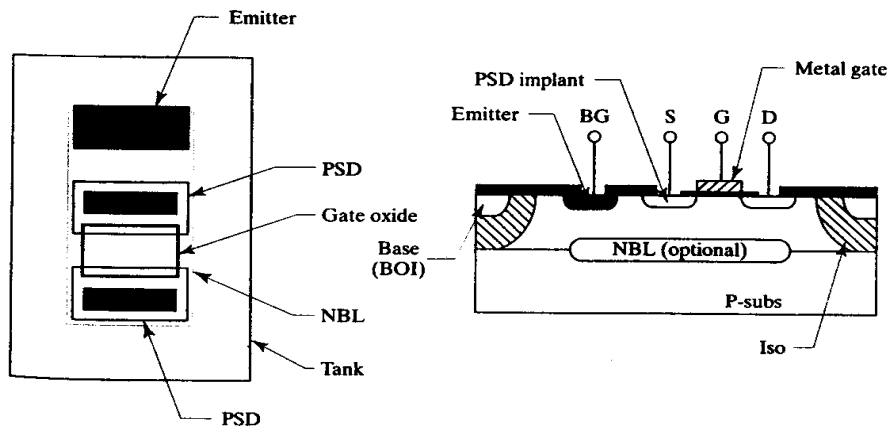 Emitter
PSD
Gate oxide
NBL
Tank
PSD
Metal gate
PSD implant
Emitter
BG
S
G
D
Base
(BOI)
NBL (optional)
P-subs
Iso